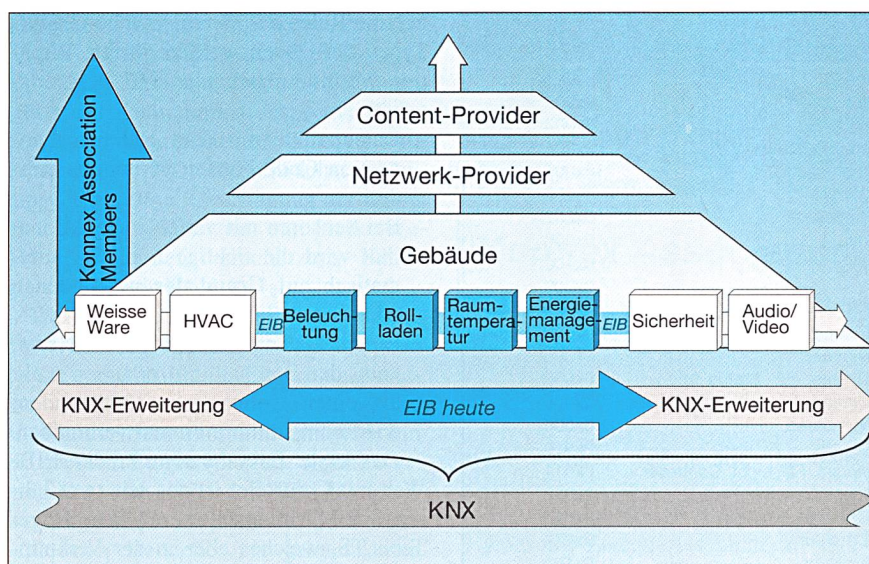 Content-Provider
Netzwerk-Provider
Gebäude
Konnex Association
Members
Weisse
Ware
HVAC
EIB
Beleuch-
tung
Roll-
laden
Raum-
tempera-
tur
Energie-
manage-
ment
EIB
Sicherheit
Audio/
Video
KNX-Erweiterung
EIB heute
KNX-Erweiterung
KNX